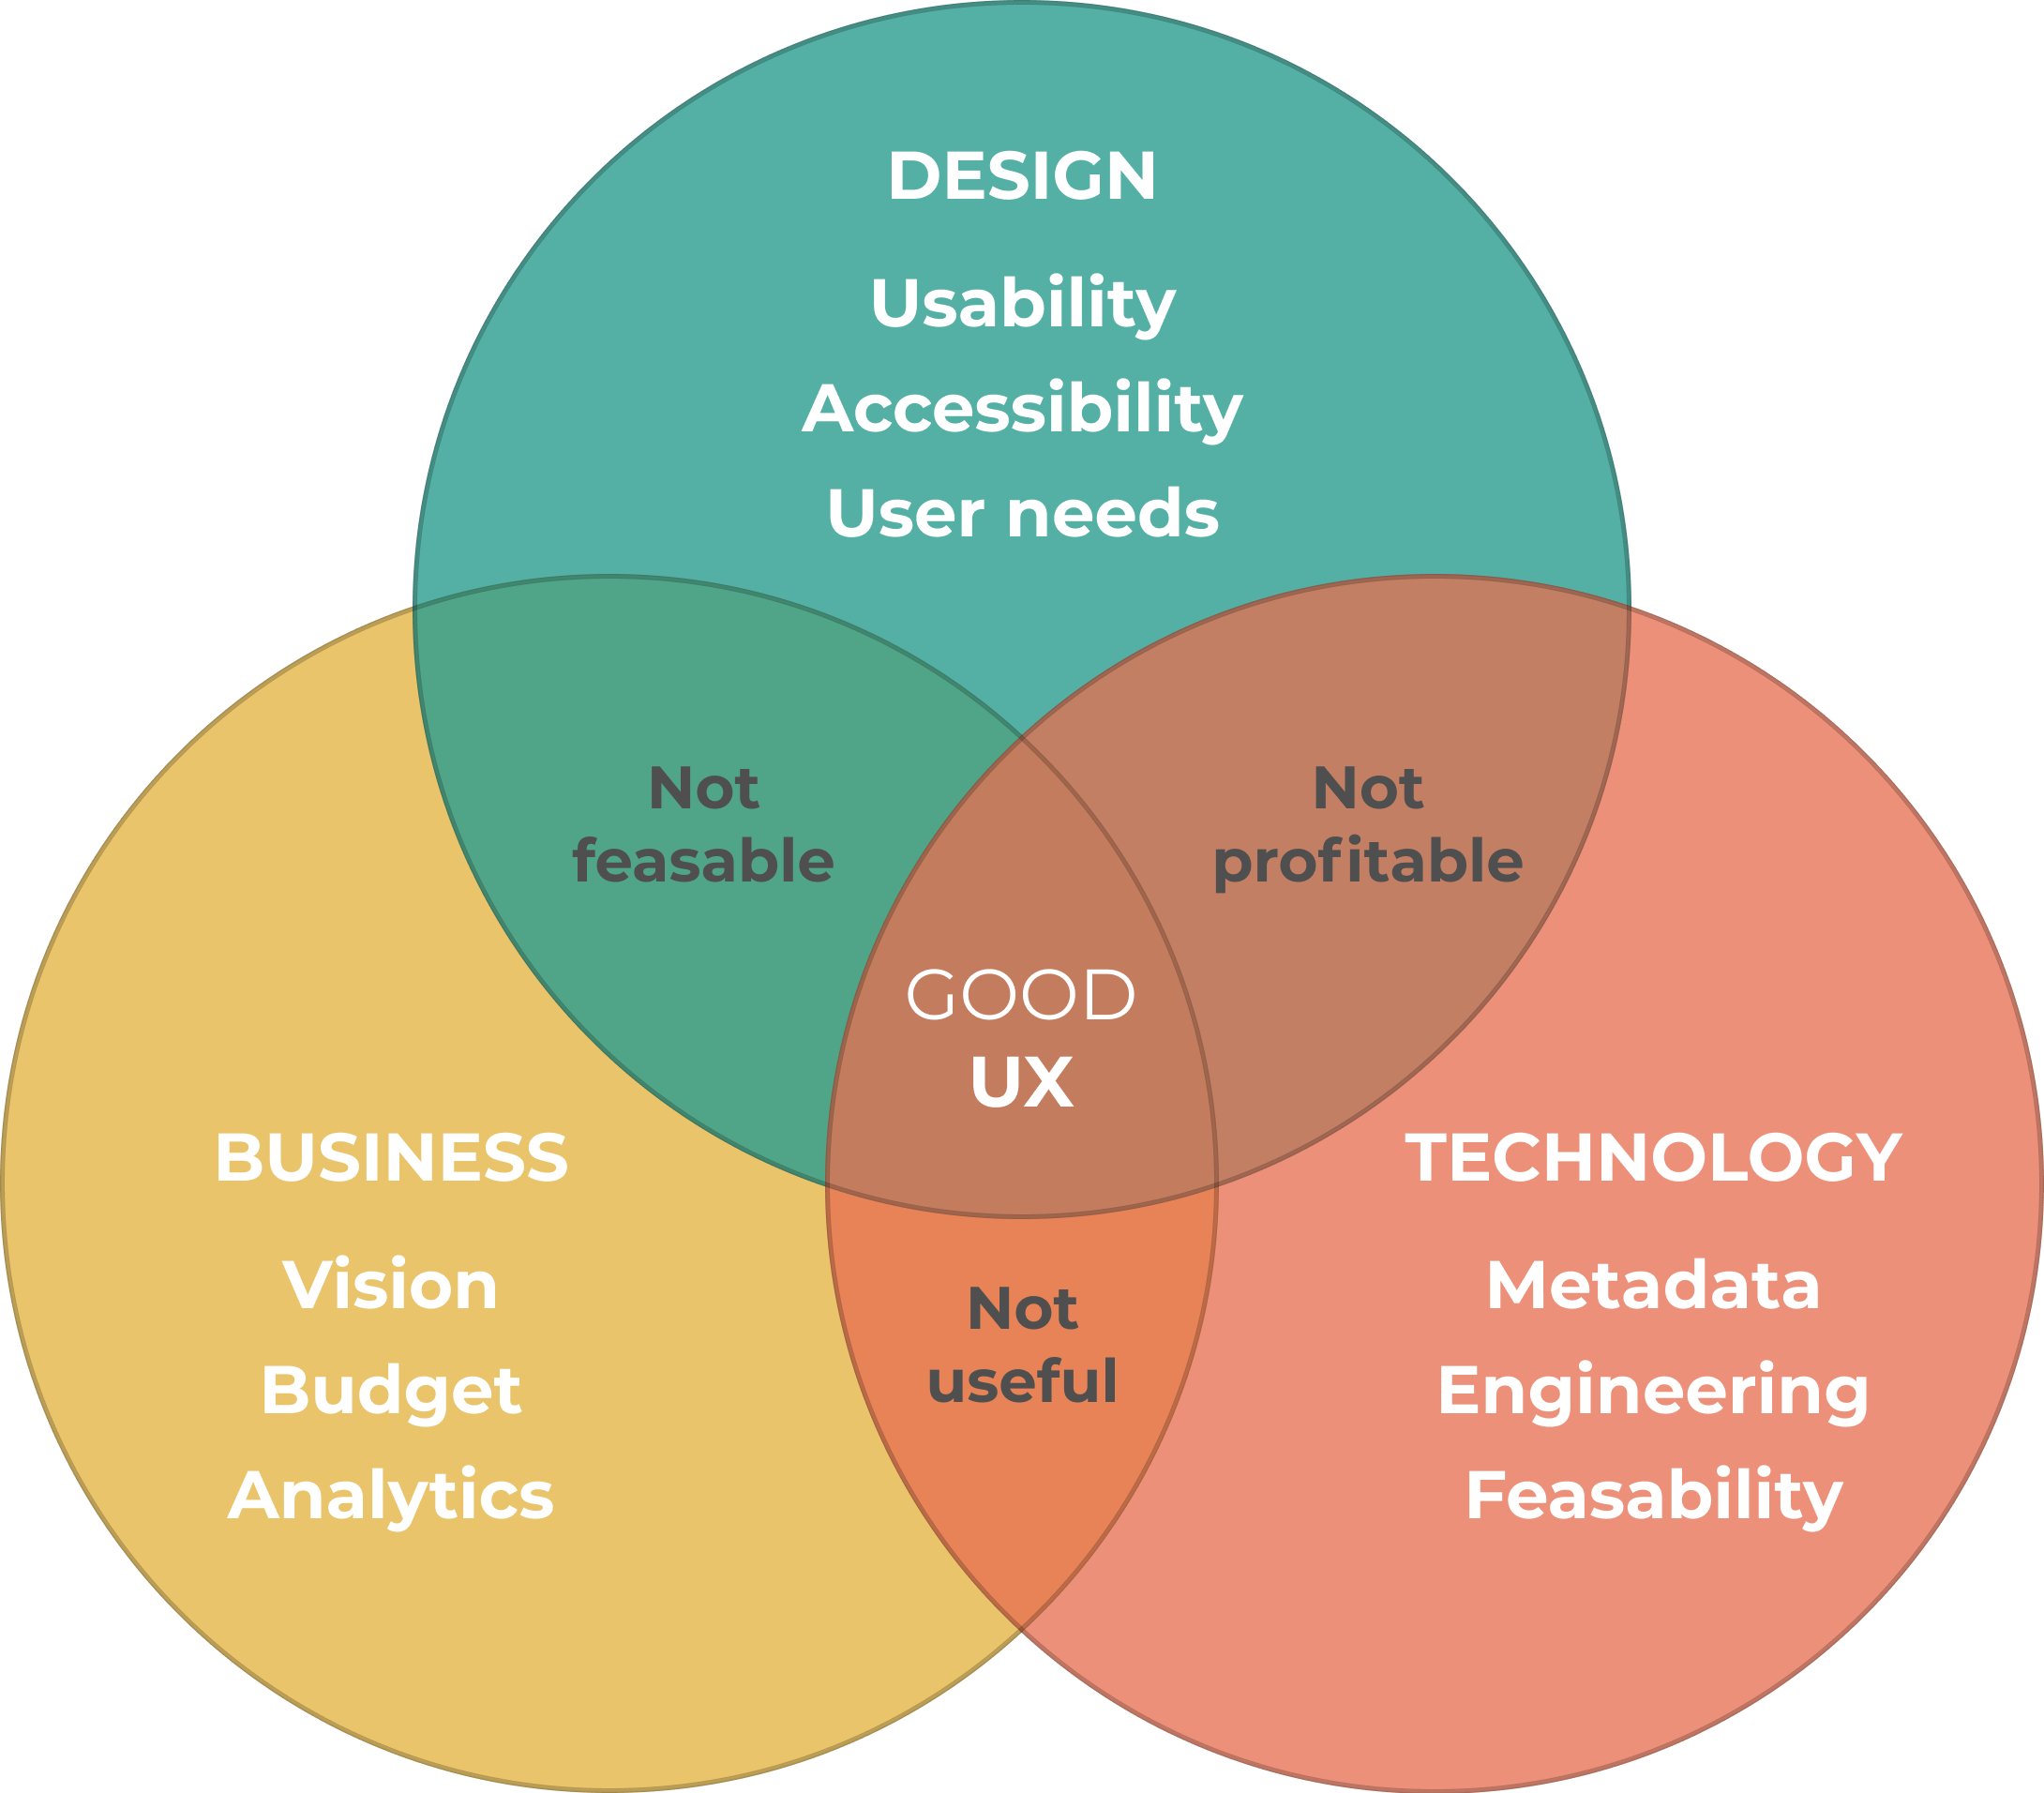 DESIGN
Usability
Accessibility
User needs
Not
feasable
Not
profitable
GOOD
UX
BUSINESS
Vision
Budget
Analytics
TECHNOLOGY
Metadata
Engineering
Feasability
Not
useful